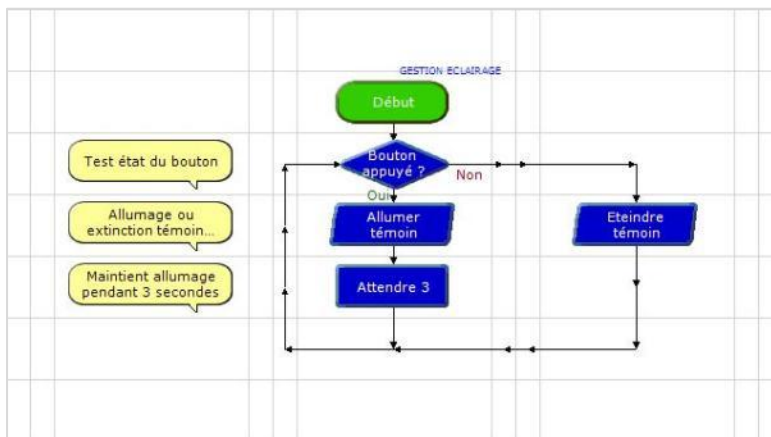 GESTION ECLAIRAGE
Début
Test état du bouton
Bouton
appuyé ?
Non
Oui
Allumage ou
extinction témoin...
Allumer
témoin
Eteindre
témoin
Maintient allumage
pendant 3 secondes
Attendre 3